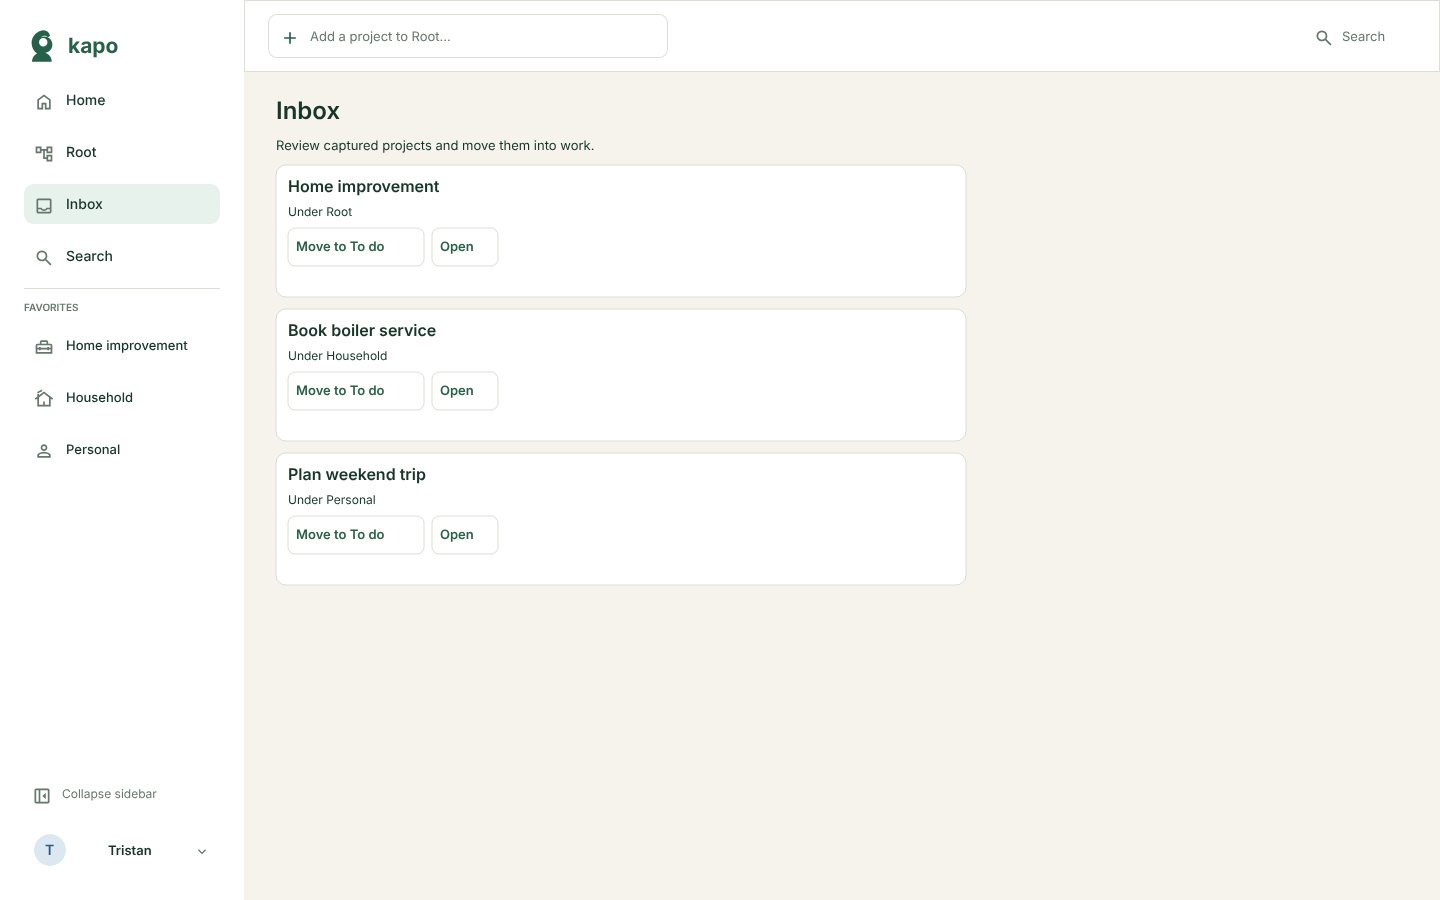 kapo
Home
Root
Inbox
Search
FAVORITES
Home improvement
Household
Personal
Collapse sidebar
T
Tristan
Add a project to Root...
Search
Inbox
Review captured projects and move them into work.
Home improvement
Under Root
Move to To do
Open
Book boiler service
Under Household
Move to To do
Open
Plan weekend trip
Under Personal
Move to To do
Open